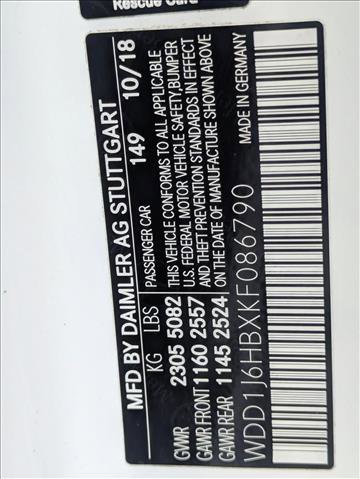 Rescue Card
MFD BY DAIMLER AG STUTTGART
KG LBS 149 10/18
PASSENGER CAR
GVWR 2305 5082
GAWR FRONT 1160 2557
GAWR REAR 1145 2524
THIS VEHICLE CONFORMS TO ALL APPLICABLE
U.S. FEDERAL MOTOR VEHICLE SAFETY, BUMPER
AND THEFT PREVENTION STANDARDS IN EFFECT
ON THE DATE OF MANUFACTURE SHOWN ABOVE
WDD1J6HBXKF086790 MADE IN GERMANY